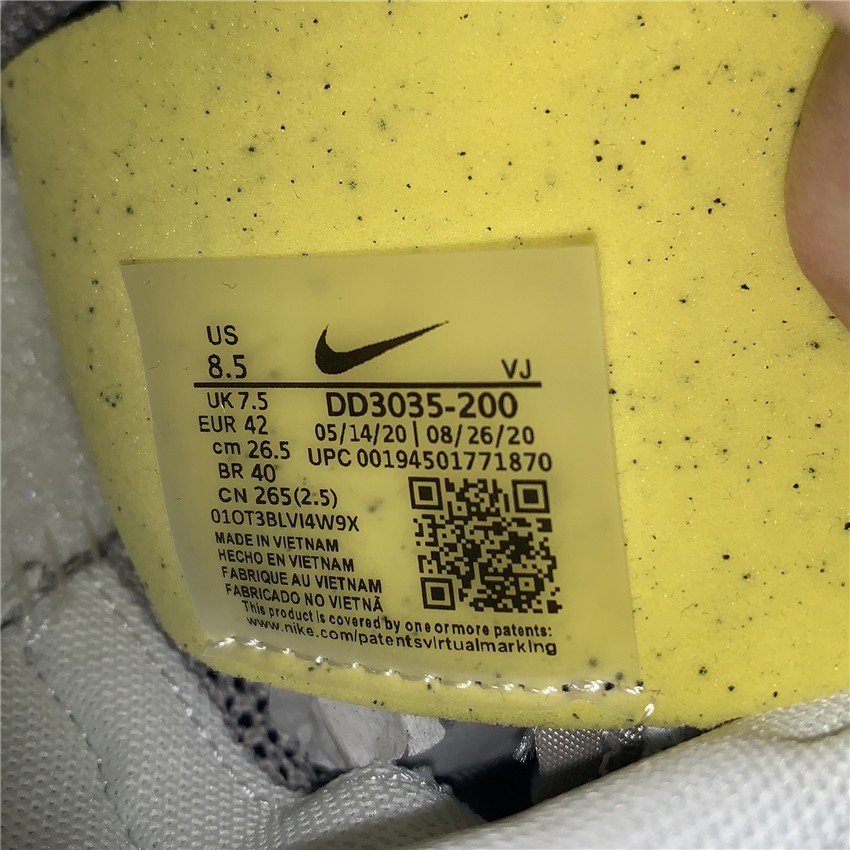 US
8.5
VJ
UK 7.5
DD3035-200
EUR 42
05/14/20 | 08/26/20
cm 26.5
UPC 00194501771870
BR 40
CN 265(2.5)
01OT3BLVI4W9X
MADE IN VIETNAM
HECHO EN VIETNAM
FABRIQUE AU VIETNAM
FABRICADO NO VIETNÃ
This product is covered by one or more patents:
www.nike.com/patentsvirtualmarking